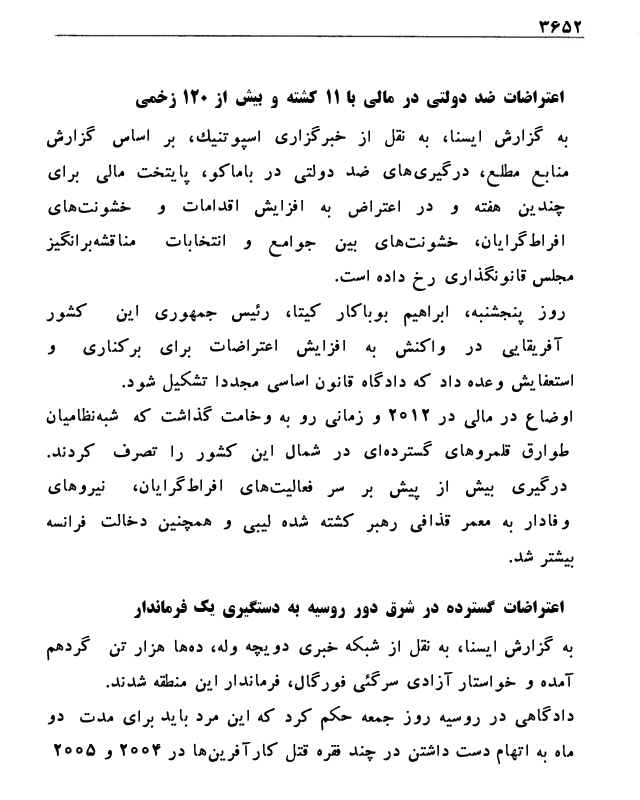 ۳۶۵۲
اعتراضات ضد دولتی در مالی با ۱۱ کشته و بیش از ۱۲۰ زخمی
به گزارش ایسنا، به نقل از خبرگزاری اسپوتنیك، بر اساس گزارش
منابع مطلع، درگیری‌های ضد دولتی در باماکو، پایتخت مالی برای
چندین هفته و در اعتراض به افزایش اقدامات و خشونت‌های
افراط‌گرایان، خشونت‌های بین جوامع و انتخابات مناقشه‌برانگیز
مجلس قانونگذاری رخ داده است.
روز پنجشنبه، ابراهیم بوباکار کیتا، رئیس جمهوری این کشور
آفریقایی در واکنش به افزایش اعتراضات برای برکناری و
استعفایش وعده داد که دادگاه قانون اساسی مجددا تشکیل شود.
اوضاع در مالی در ۲۰۱۲ و زمانی رو به وخامت گذاشت که شبه‌نظامیان
طوارق قلمروهای گسترده‌ای در شمال این کشور را تصرف کردند.
درگیری بیش از پیش بر سر فعالیت‌های افراط‌گرایان، نیروهای
وفادار به معمر قذافی رهبر کشته شده لیبی و همچنین دخالت فرانسه
بیشتر شد.
اعتراضات گسترده در شرق دور روسیه به دستگیری یک فرماندار
به گزارش ایسنا، به نقل از شبکه خبری دویچه وله، ده‌ها هزار تن گردهم
آمده و خواستار آزادی سرگئی فورگال، فرماندار این منطقه شدند.
دادگاهی در روسیه روز جمعه حکم کرد که این مرد باید برای مدت دو
ماه به اتهام دست داشتن در چند فقره قتل کارآفرین‌ها در ۲۰۰۴ و ۲۰۰۵